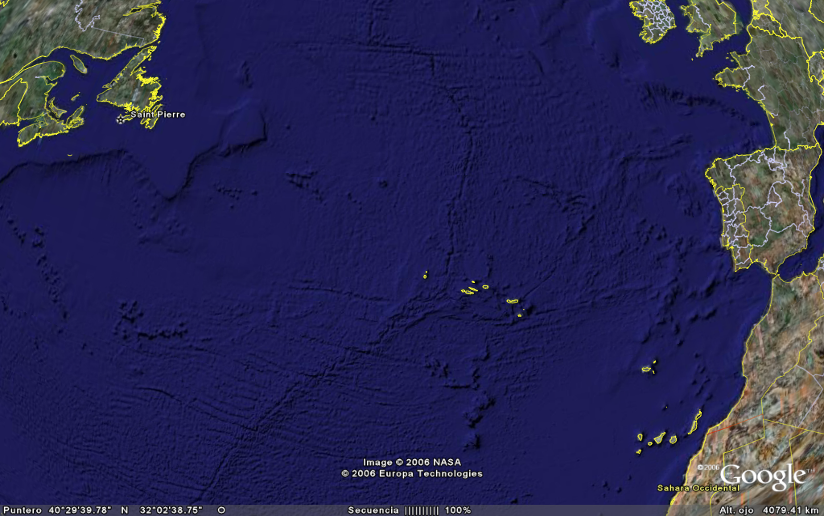 Saint Pierre
Image © 2006 NASA
© 2006 Europa Technologies
© 2006 Google™
Sahara Occidental
Puntero 40°29'39.78" N 32°02'38.75" O Secuencia |||||||||| 100% Alt. ojo 4079.41 km